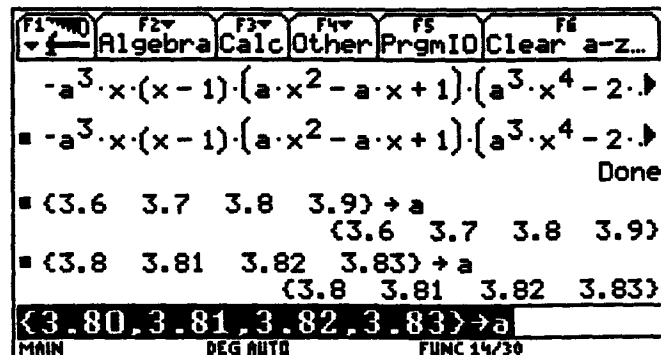 F1 F2 Algebra F3 Calc F4 Other F5 PrgmIO F6 Clear a-z…
-a³·x·(x - 1)·(a·x² - a·x + 1)·(a³·x⁴ - 2·.▶
▪ -a³·x·(x - 1)·(a·x² - a·x + 1)·(a³·x⁴ - 2·.▶
Done
▪ {3.6 3.7 3.8 3.9} → a
{3.6 3.7 3.8 3.9}
▪ {3.8 3.81 3.82 3.83} → a
{3.8 3.81 3.82 3.83}
{3.80,3.81,3.82,3.83}→a
MAIN DEG AUTO FUNC 14/30